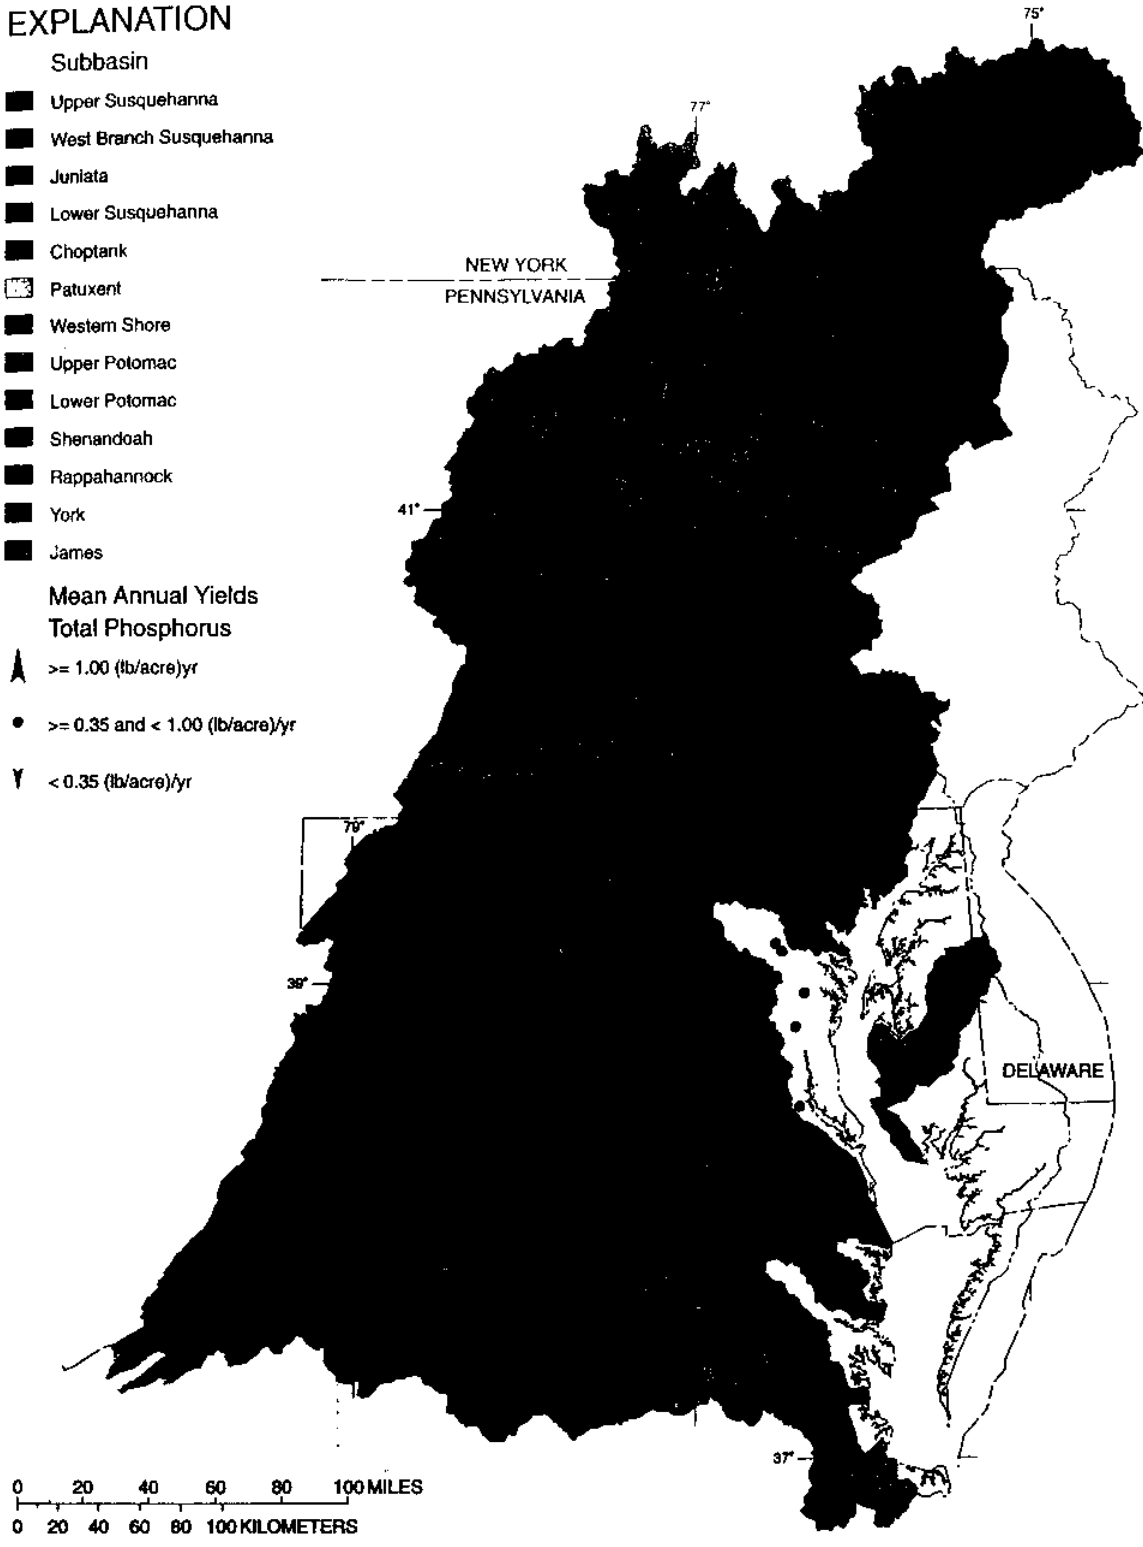 EXPLANATION
Subbasin
Upper Susquehanna
West Branch Susquehanna
Juniata
Lower Susquehanna
Choptank
Patuxent
Western Shore
Upper Potomac
Lower Potomac
Shenandoah
Rappahannock
York
James
Mean Annual Yields
Total Phosphorus
>= 1.00 (lb/acre)yr
>= 0.35 and < 1.00 (lb/acre)/yr
< 0.35 (lb/acre)/yr
75°
77°
NEW YORK
PENNSYLVANIA
41°
79°
39°
DELAWARE
37°
0 20 40 60 80 100 MILES
0 20 40 60 80 100 KILOMETERS